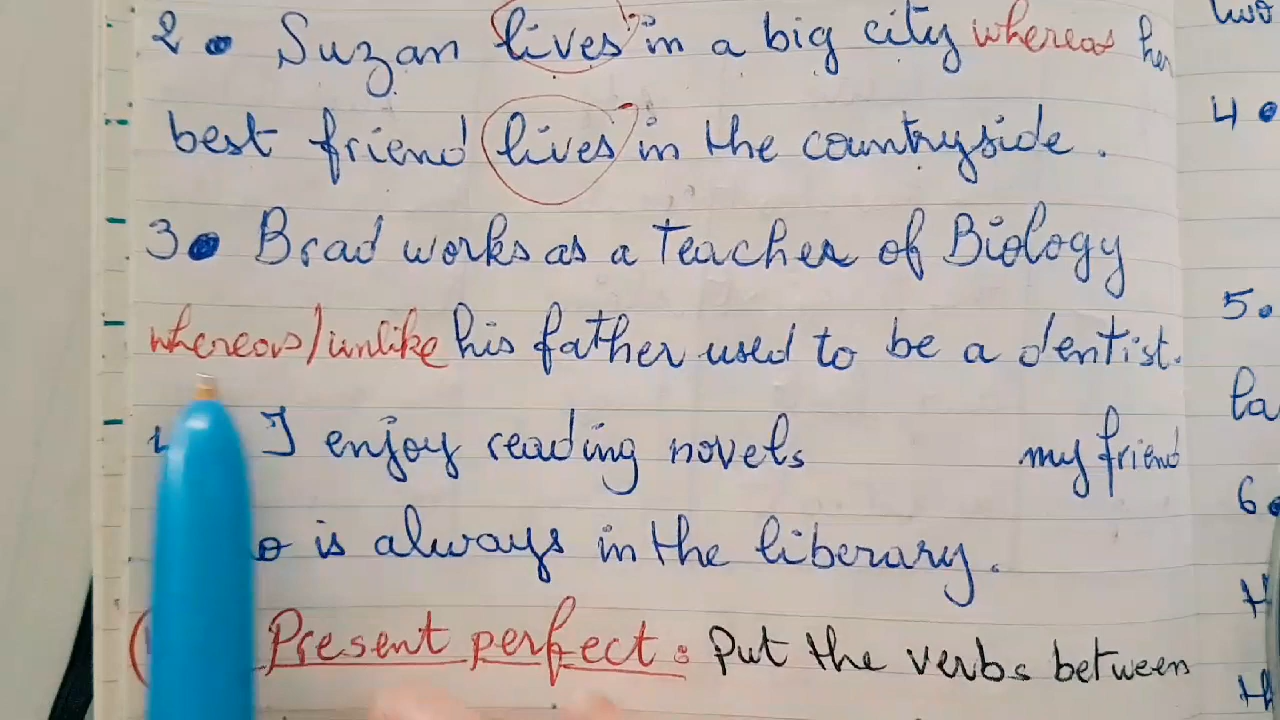 2. Suzan lives in a big city whereas her
best friend lives in the countryside.
3. Brad works as a teacher of Biology
whereas/unlike his father used to be a dentist.
I enjoy reading novels my friend
is always in the liberary.
Present perfect: Put the verbs between
two
4.
5.
la
6.
H